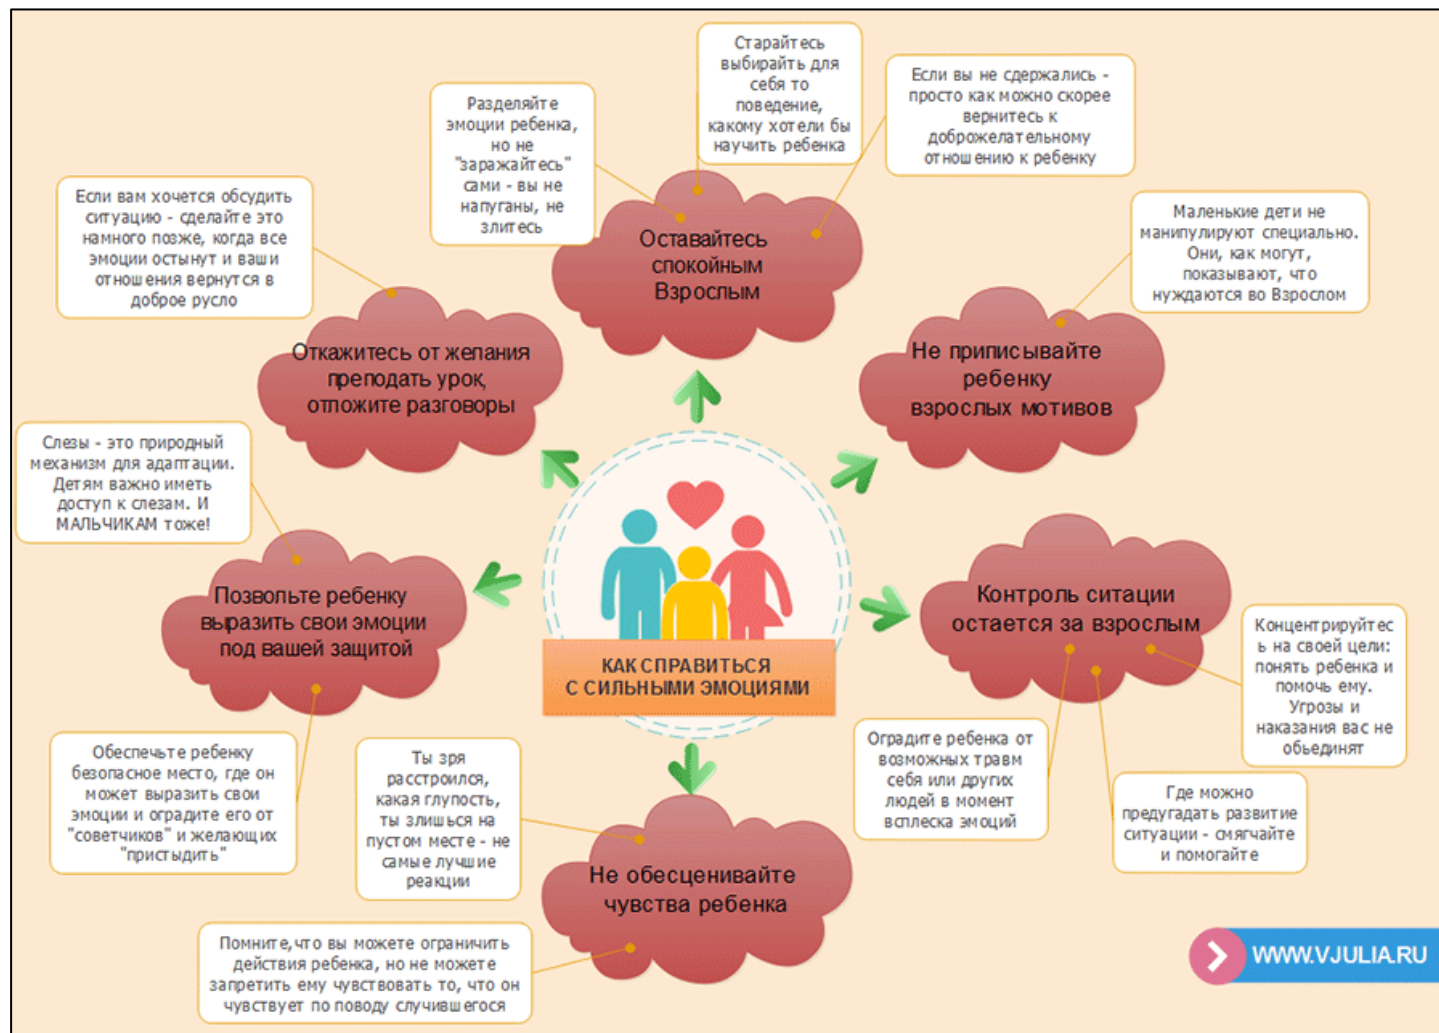 Старайтесь
выбирайть для
себя то
поведение,
какому хотели бы
научить ребенка
Если вы не сдержались -
просто как можно скорее
вернитесь к
доброжелательному
отношению к ребенку
Разделяйте
эмоции ребенка,
но не
"заражайтесь"
сами - вы не
напуганы, не
злитесь
Оставайтесь
спокойным
Взрослым
Если вам хочется обсудить
ситуацию - сделайте это
намного позже, когда все
эмоции остынут и ваши
отношения вернутся в
доброе русло
Откажитесь от желания
преподать урок,
отложите разговоры
Маленькие дети не
манипулируют специально.
Они, как могут,
показывают, что
нуждаются во Взрослом
Не приписывайте
ребенку
взрослых мотивов
Слезы - это природный
механизм для адаптации.
Детям важно иметь
доступ к слезам. И
МАЛЬЧИКАМ тоже!
Позвольте ребенку
выразить свои эмоции
под вашей защитой
Обеспечьте ребенку
безопасное место, где он
может выразить свои
эмоции и оградите его от
"советчиков" и желающих
"пристыдить"
КАК СПРАВИТЬСЯ
С СИЛЬНЫМИ ЭМОЦИЯМИ
Контроль ситации
остается за взрослым
Концентрируйтес
ь на своей цели:
понять ребенка и
помочь ему.
Угрозы и
наказания вас не
обьединят
Оградите ребенка от
возможных травм
себя или других
людей в момент
всплеска эмоций
Где можно
предугадать развитие
ситуации - смягчайте
и помогайте
Ты зря
расстроился,
какая глупость,
ты злишься на
пустом месте - не
самые лучшие
реакции
Не обесценивайте
чувства ребенка
Помните,что вы можете ограничить
действия ребенка, но не можете
запретить ему чувствовать то, что он
чувствует по поводу случившегося
WWW.VJULIA.RU